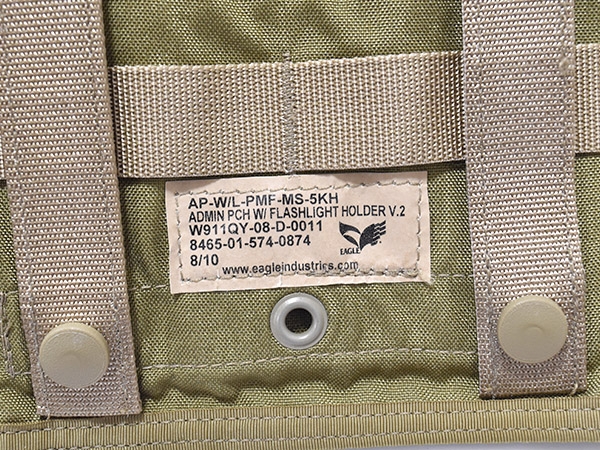 AP-W/L-PMF-MS-5KH
ADMIN PCH W/ FLASHLIGHT HOLDER V.2
W911QY-08-D-0011
8465-01-574-0874
8/10
EAGLE
www.eagleindustries.com